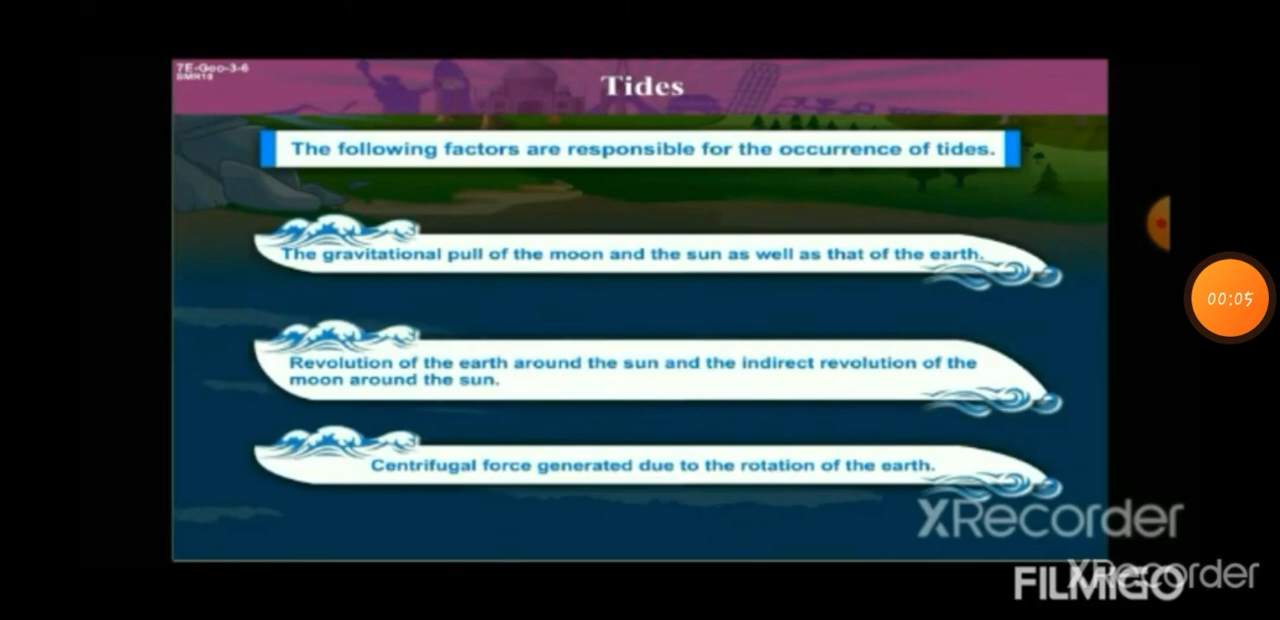 7E-Geo-3-6
SMR10
Tides
The following factors are responsible for the occurrence of tides.
The gravitational pull of the moon and the sun as well as that of the earth.
Revolution of the earth around the sun and the indirect revolution of the
moon around the sun.
Centrifugal force generated due to the rotation of the earth.
00:05
XRecorder
XRecorder
FILMIGO